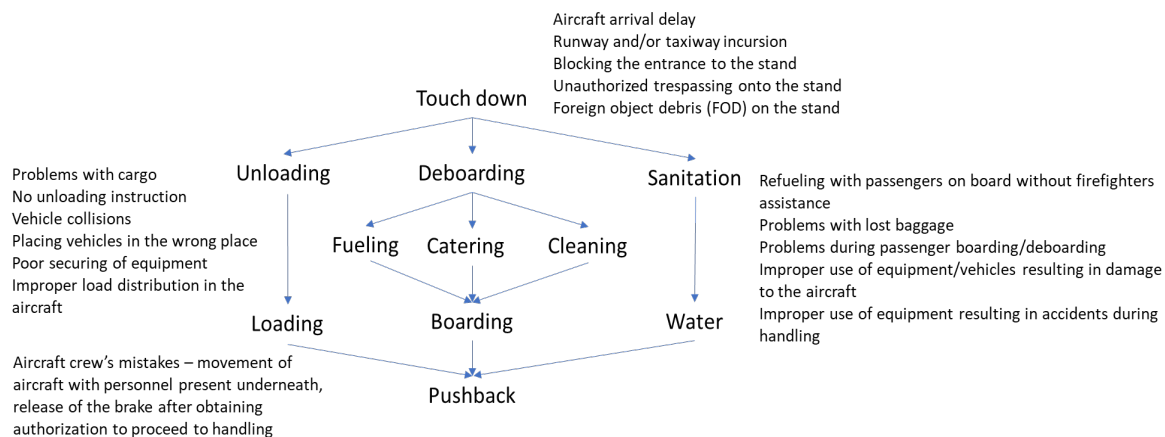 Aircraft arrival delay
Runway and/or taxiway incursion
Blocking the entrance to the stand
Unauthorized trespassing onto the stand
Foreign object debris (FOD) on the stand
Touch down
Problems with cargo
No unloading instruction
Vehicle collisions
Placing vehicles in the wrong place
Poor securing of equipment
Improper load distribution in the
aircraft
Unloading
Deboarding
Sanitation
Refueling with passengers on board without firefighters
assistance
Problems with lost baggage
Problems during passenger boarding/deboarding
Improper use of equipment/vehicles resulting in damage
to the aircraft
Improper use of equipment resulting in accidents during
handling
Fueling
Catering
Cleaning
Loading
Boarding
Water
Aircraft crew’s mistakes – movement of
aircraft with personnel present underneath,
release of the brake after obtaining
authorization to proceed to handling
Pushback